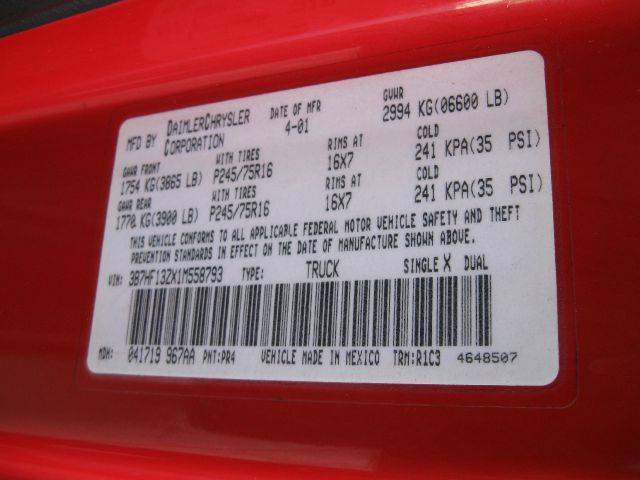 MFD BY DAIMLERCHRYSLER CORPORATION DATE OF MFR 4-01 GVWR 2994 KG(06600 LB)
GAWR FRONT WITH TIRES RIMS AT COLD
1754 KG(3865 LB) P245/75R16 16X7 241 KPA(35 PSI)
GAWR REAR WITH TIRES RIMS AT COLD
1770 KG(3900 LB) P245/75R16 16X7 241 KPA(35 PSI)
THIS VEHICLE CONFORMS TO ALL APPLICABLE FEDERAL MOTOR VEHICLE SAFETY AND THEFT
PREVENTION STANDARDS IN EFFECT ON THE DATE OF MANUFACTURE SHOWN ABOVE.
VIN: 3B7HF13ZX1M558793 TYPE: TRUCK SINGLE X DUAL
MDH: 041719 967AA PNT:PR4 VEHICLE MADE IN MEXICO TRM:R1C3 4648507